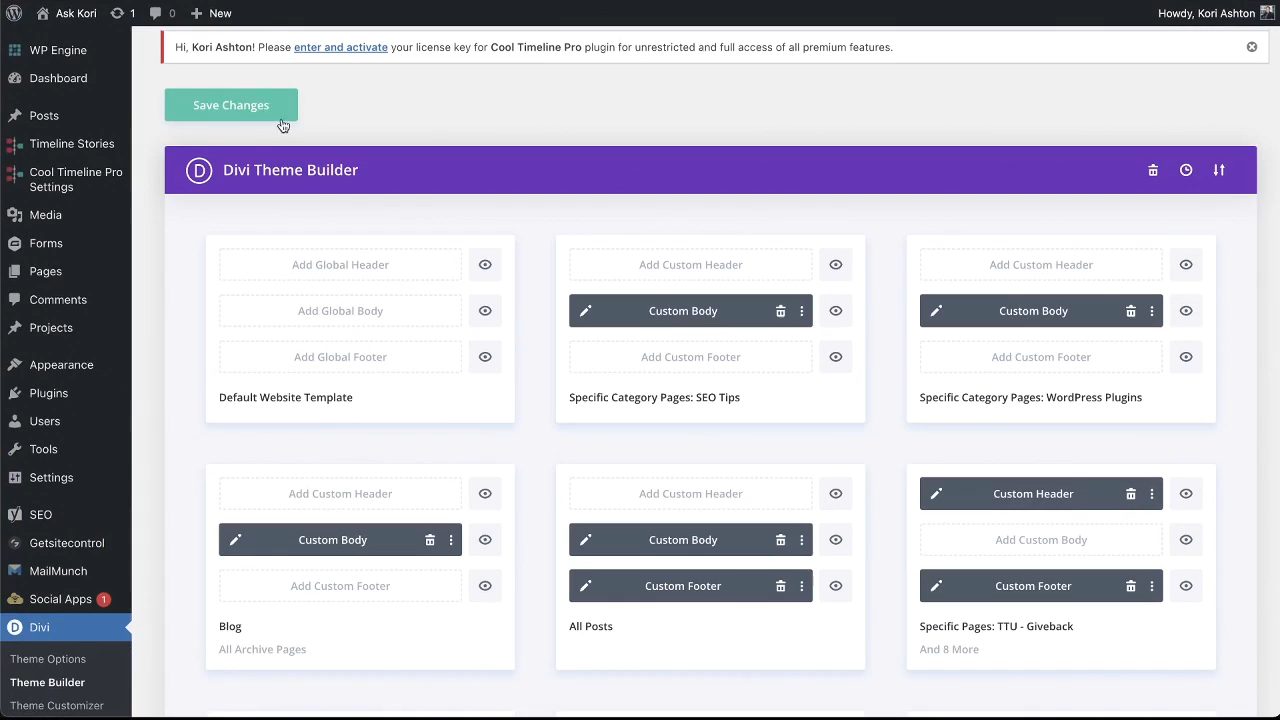 Ask Kori
1
0
New
Howdy, Kori Ashton
Hi, Kori Ashton! Please enter and activate your license key for Cool Timeline Pro plugin for unrestricted and full access of all premium features.
WP Engine
Dashboard
Posts
Timeline Stories
Cool Timeline Pro
Settings
Media
Forms
Pages
Comments
Projects
Appearance
Plugins
Users
Tools
Settings
SEO
Getsitecontrol
MailMunch
Social Apps 1
Divi
Theme Options
Theme Builder
Theme Customizer
Save Changes
D Divi Theme Builder
Add Global Header
Add Global Body
Add Global Footer
Default Website Template
Add Custom Header
Custom Body
Add Custom Footer
Specific Category Pages: SEO Tips
Add Custom Header
Custom Body
Add Custom Footer
Specific Category Pages: WordPress Plugins
Add Custom Header
Custom Body
Add Custom Footer
Blog
All Archive Pages
Add Custom Header
Custom Body
Custom Footer
All Posts
Custom Header
Add Custom Body
Custom Footer
Specific Pages: TTU - Giveback
And 8 More